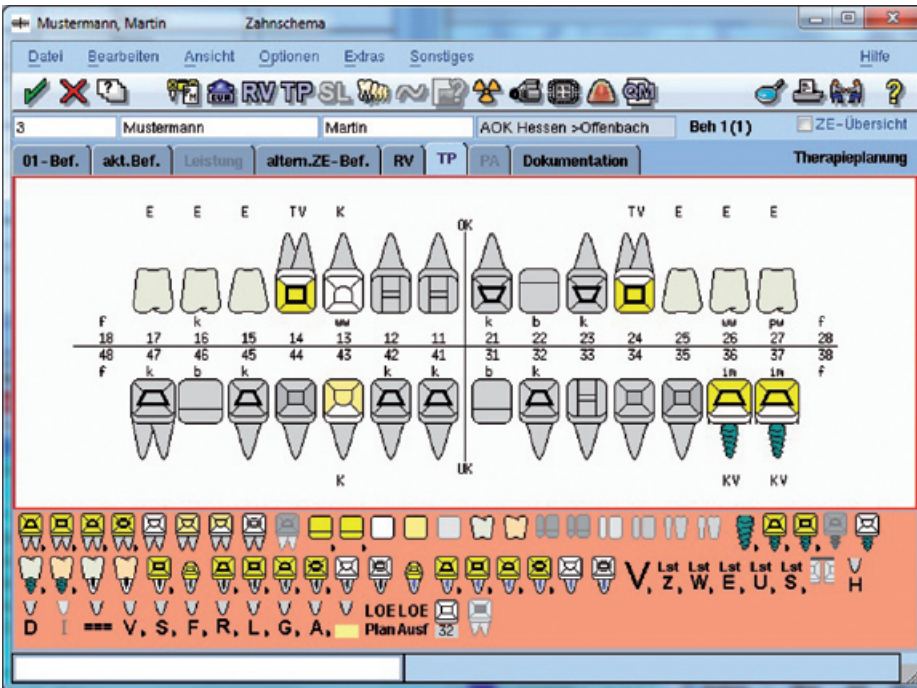 Mustermann, Martin Zahnschema
Datei Bearbeiten Ansicht Optionen Extras Sonstiges Hilfe
? M EUR RV TP SL ? QM ?
3 Mustermann Martin AOK Hessen >Offenbach Beh 1(1) ZE-Übersicht
01-Bef. akt.Bef. Leistung altern.ZE-Bef. RV TP PA Dokumentation Therapieplanung
E E E TV K TV E E E
OK
f k ww k b k ww pw f
18 17 16 15 14 13 12 11 21 22 23 24 25 26 27 28
48 47 46 45 44 43 42 41 31 32 33 34 35 36 37 38
f k b k k k b k im im f
UK
K KV KV
V, Lst Z, Lst W, Lst E, Lst U, Lst S, H
D I === V, S, F, R, L, G, A, LOE Plan LOE Ausf 32